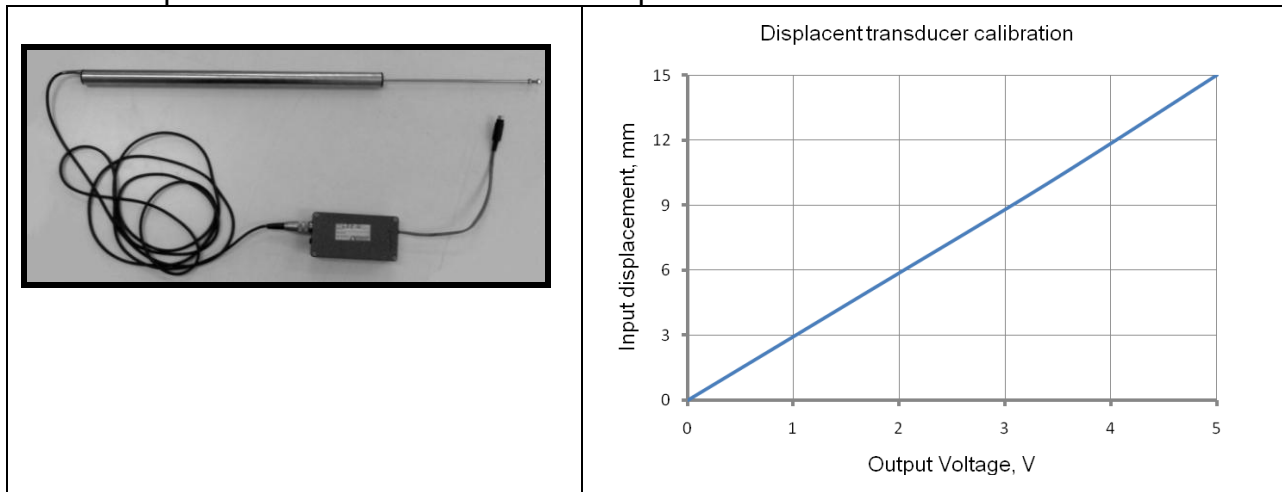 Displacent transducer calibration
15
12
9
6
3
0
Input displacement, mm
0 1 2 3 4 5
Output Voltage, V